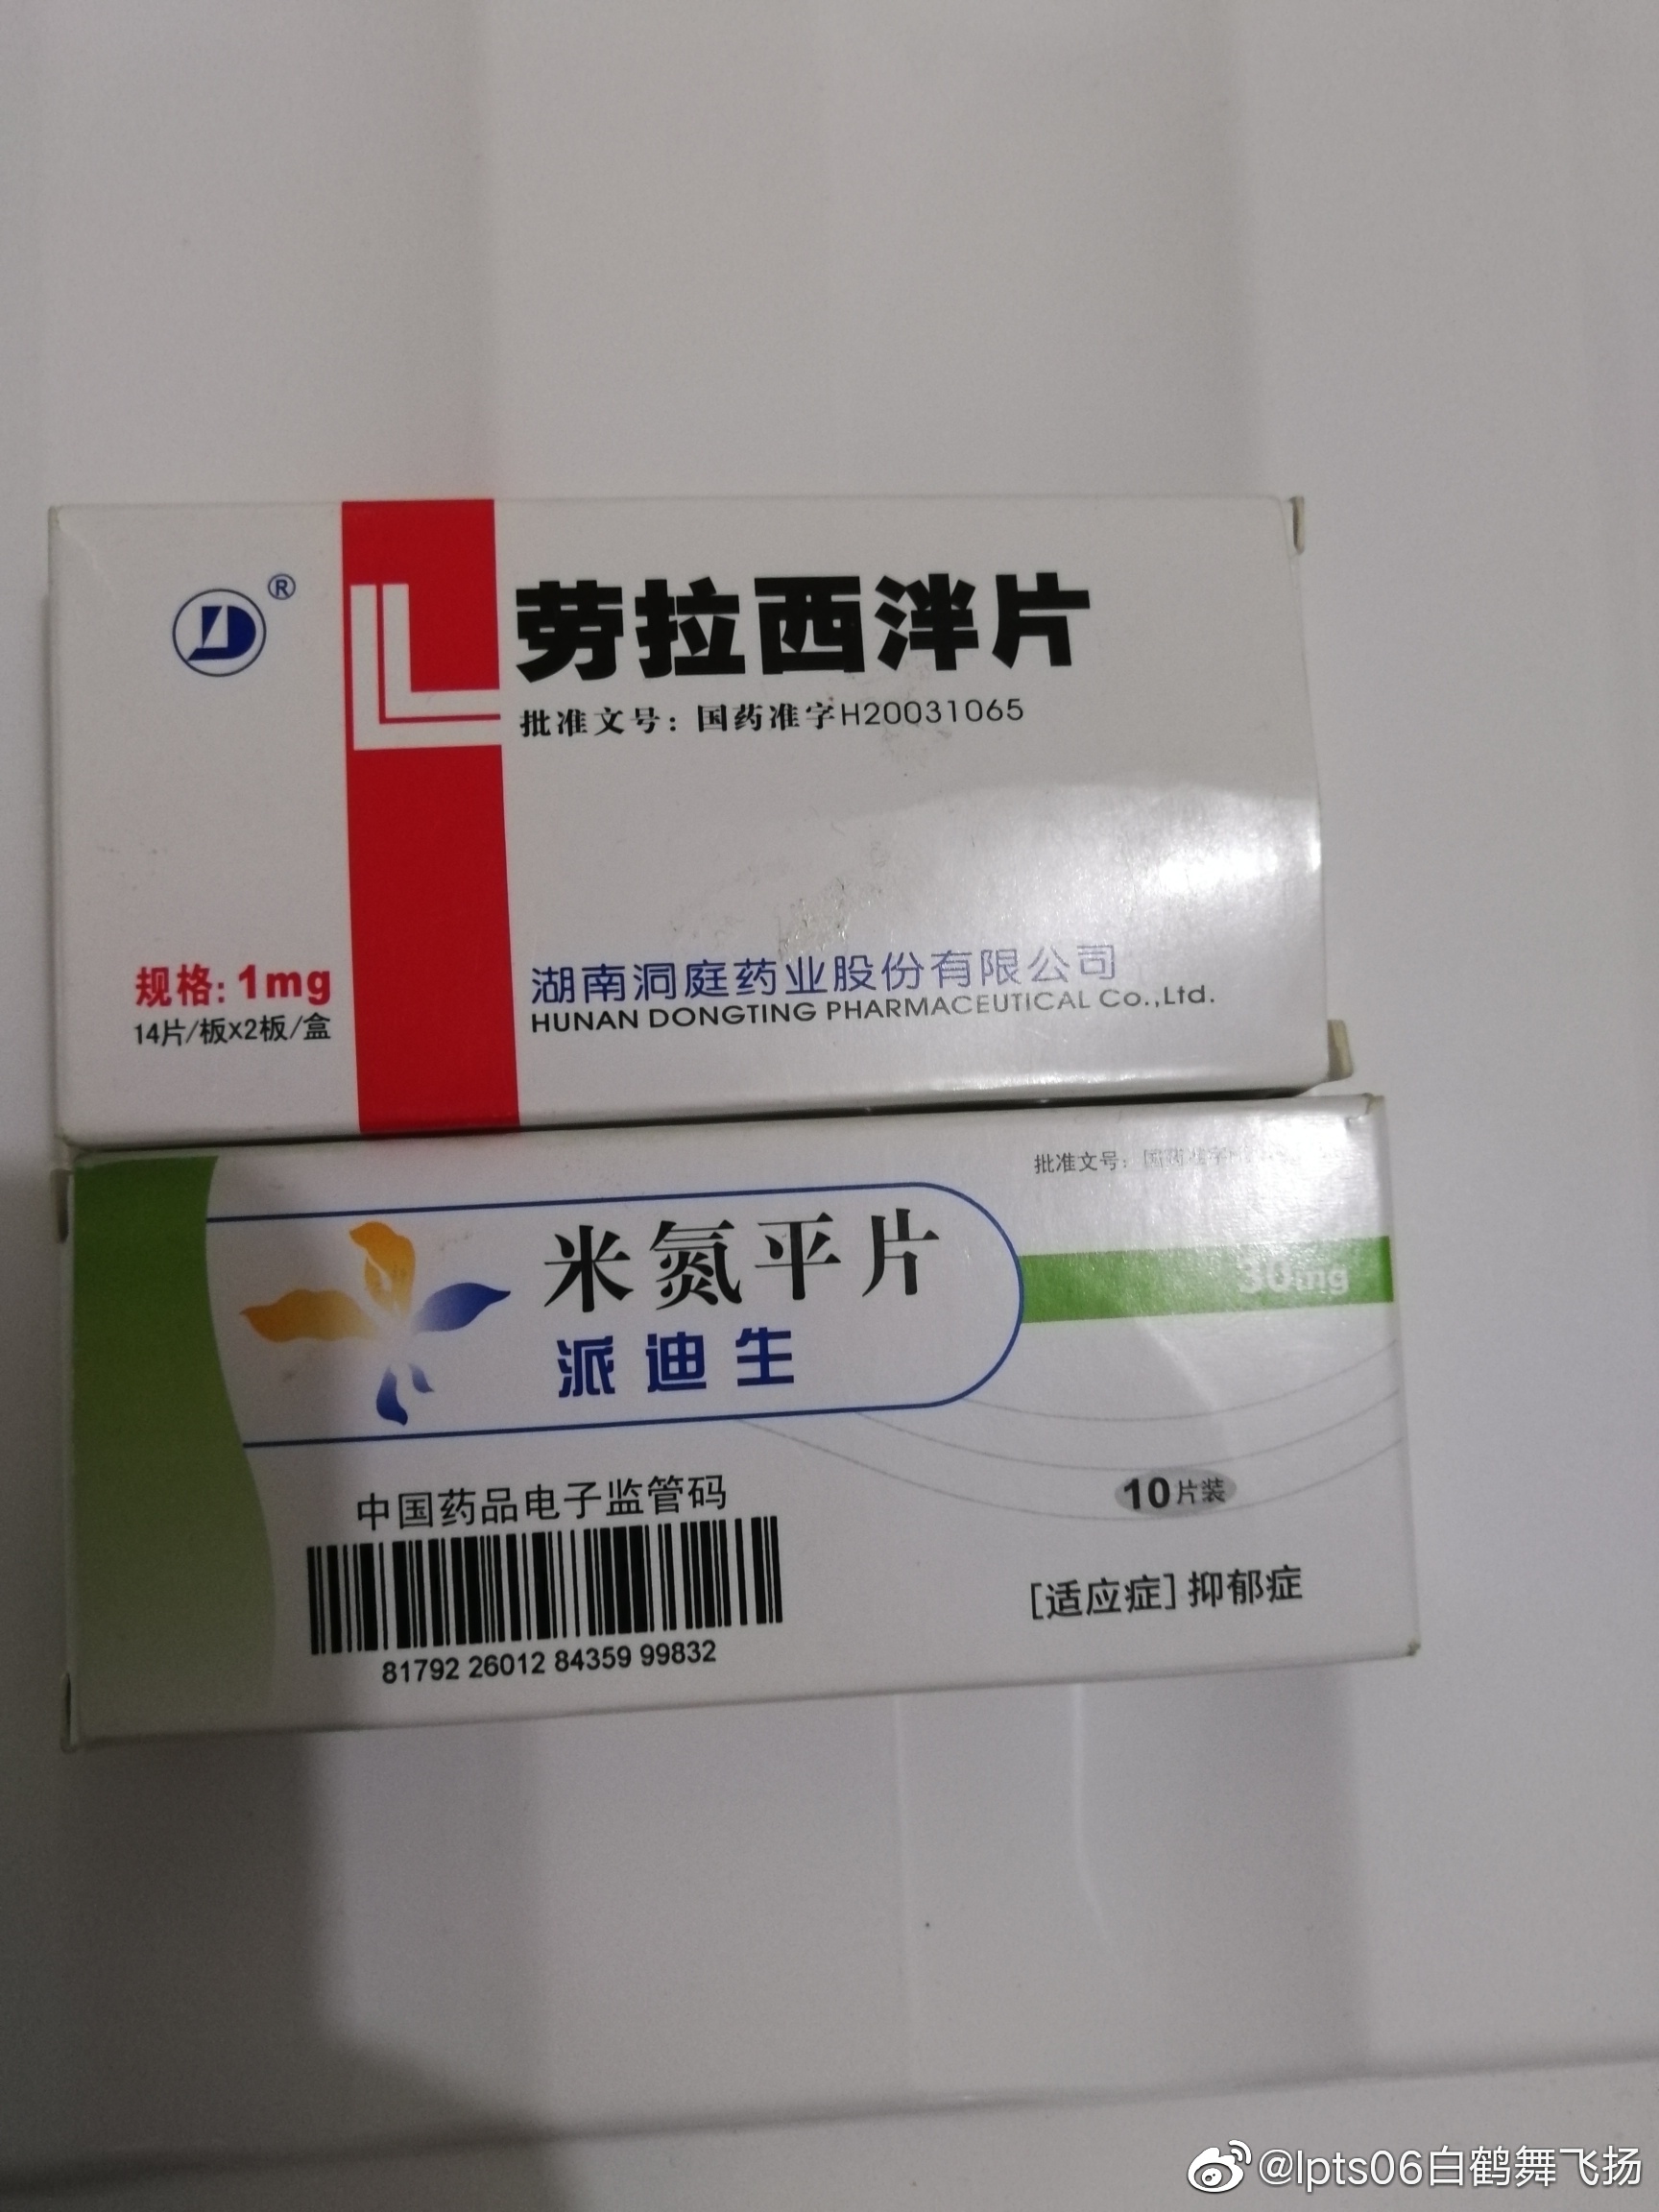 ®
劳拉西泮片
批准文号：国药准字H20031065
规格：1mg
14片/板X2板/盒
湖南洞庭药业股份有限公司
HUNAN DONGTING PHARMACEUTICAL Co.,Ltd.
批准文号：国药准字
米氮平片
30mg
派迪生
中国药品电子监管码
81792 26012 84359 99832
10片装
[适应症]抑郁症
@lpts06白鹤舞飞扬